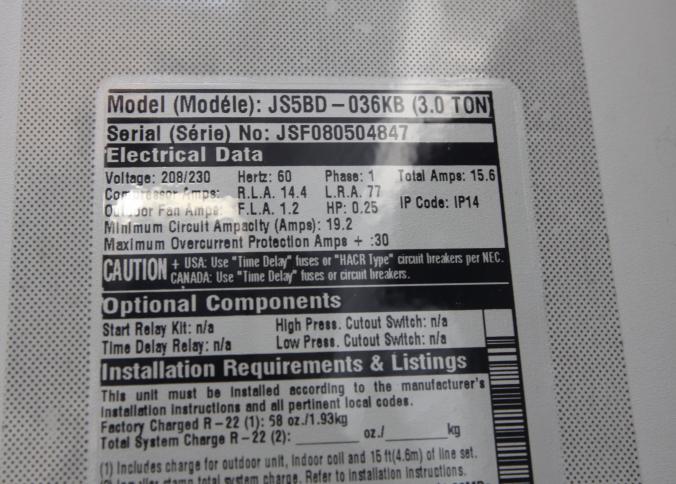 Model (Modéle): JS5BD-036KB (3.0 TON)
Serial (Série) No: JSF080504847
Electrical Data
Voltage: 208/230 Hertz: 60 Phase: 1 Total Amps: 15.6
Compressor Amps: R.L.A. 14.4 L.R.A. 77
Outdoor Fan Amps: F.L.A. 1.2 HP: 0.25 IP Code: IP14
Minimum Circuit Ampacity (Amps): 19.2
Maximum Overcurrent Protection Amps + :30
CAUTION + USA: Use "Time Delay" fuses or "HACR Type" circuit breakers per NEC.
CANADA: Use "Time Delay" fuses or circuit breakers.
Optional Components
Start Relay Kit: n/a High Press. Cutout Switch: n/a
Time Delay Relay: n/a Low Press. Cutout Switch: n/a
Installation Requirements & Listings
This unit must be installed according to the manufacturer's
installation instructions and all pertinent local codes.
Factory Charged R-22 (1): 58 oz./1.93kg
Total System Charge R-22 (2): ______ oz./______ kg
(1) Includes charge for outdoor unit, indoor coil and 15 ft(4.6m) of line set.
stamp total system charge. Refer to installation instructions.